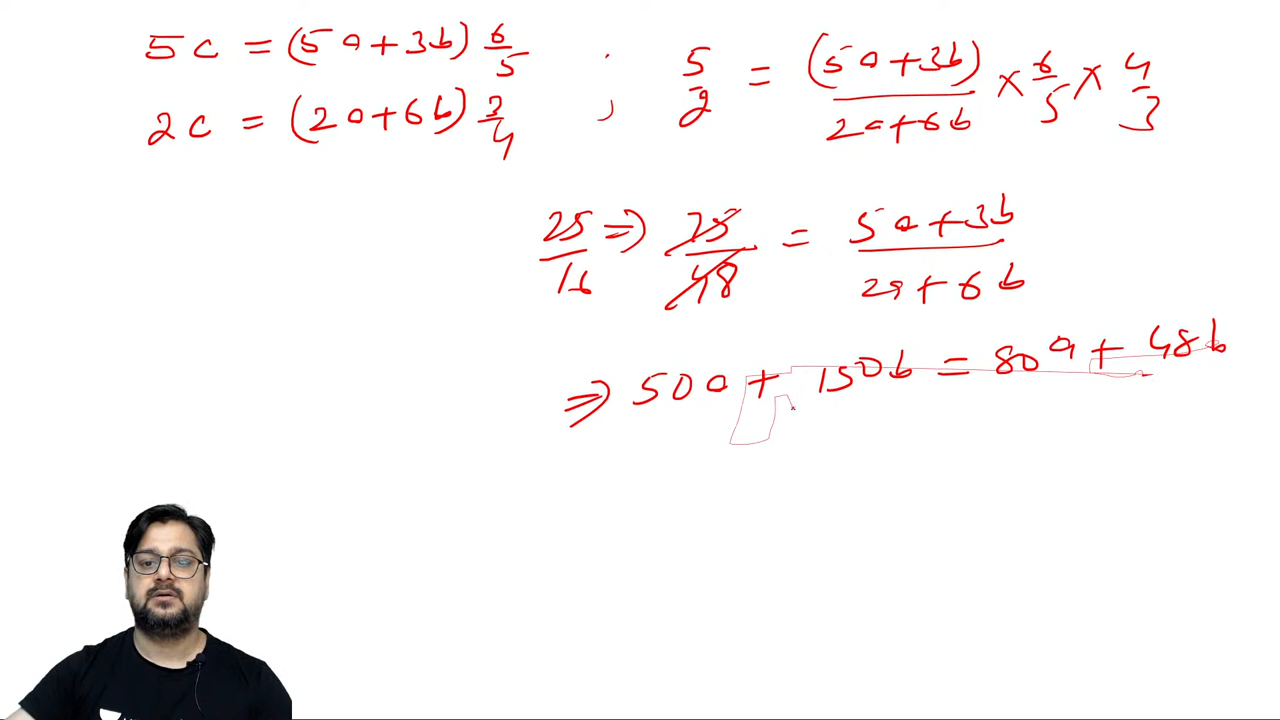 5c = (5a+3b) 6/5 ; 5/2 = (5a+3b)/(2a+6b) × 6/5 × 4/3
2c = (2a+6b) 3/4
25/16 ⇒ 75/48 = (5a+3b)/(2a+6b)
⇒ 50a + 150b = 80a + 48b